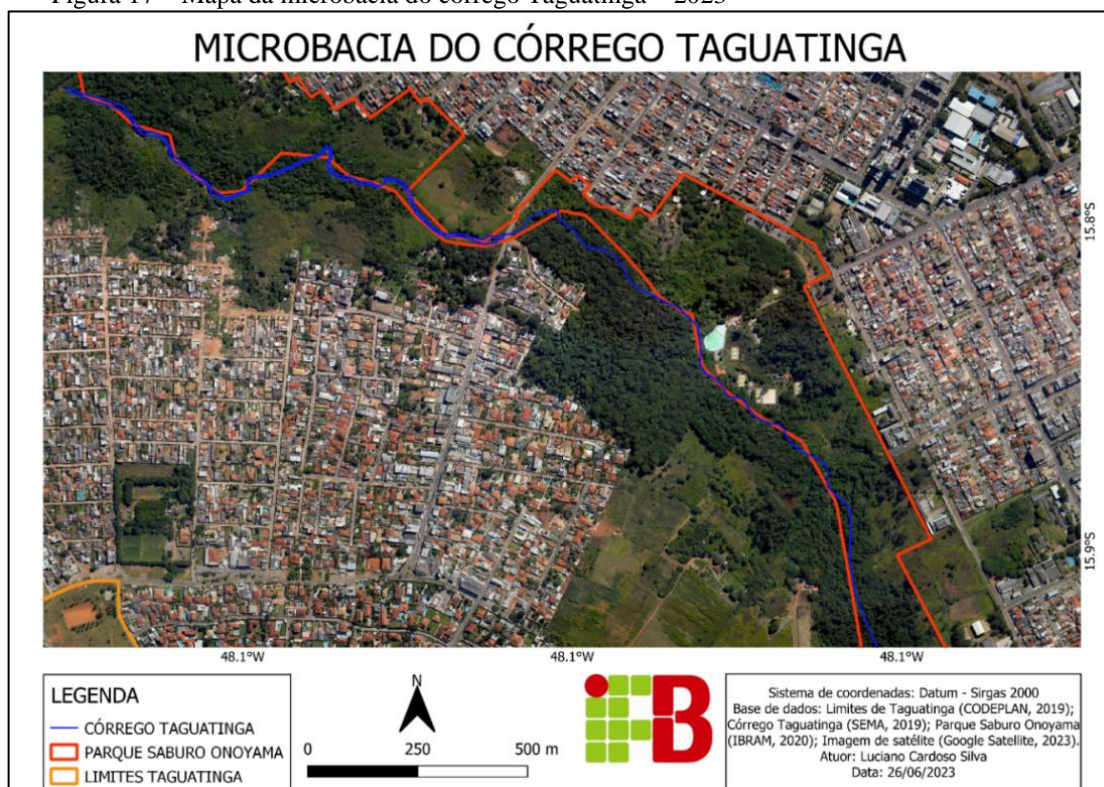 Figura 17 – Mapa da microbacia do córrego Taguatinga – 2023
MICROBACIA DO CÓRREGO TAGUATINGA
15.8°S
15.9°S
48.1°W
48.1°W
48.1°W
LEGENDA
CÓRREGO TAGUATINGA
PARQUE SABURO ONOYAMA
LIMITES TAGUATINGA
N
0 250 500 m
IFB
Sistema de coordenadas: Datum - Sirgas 2000
Base de dados: Limites de Taguatinga (CODEPLAN, 2019);
Córrego Taguatinga (SEMA, 2019); Parque Saburo Onoyama
(IBRAM, 2020); Imagem de satélite (Google Satellite, 2023).
Atuor: Luciano Cardoso Silva
Data: 26/06/2023